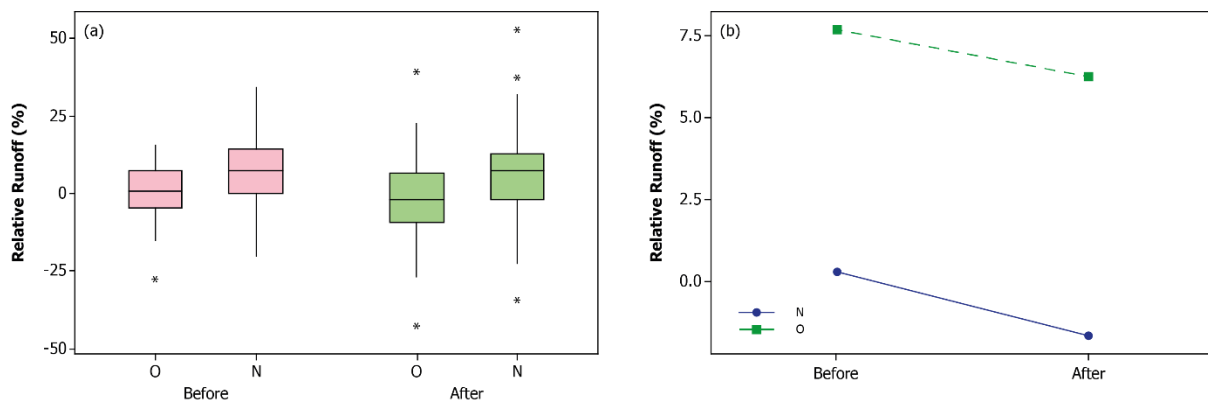 (a)
Relative Runoff (%)
50
25
0
-25
-50
O N O N
Before After
(b)
Relative Runoff (%)
7.5
5.0
2.5
0.0
N
O
Before After